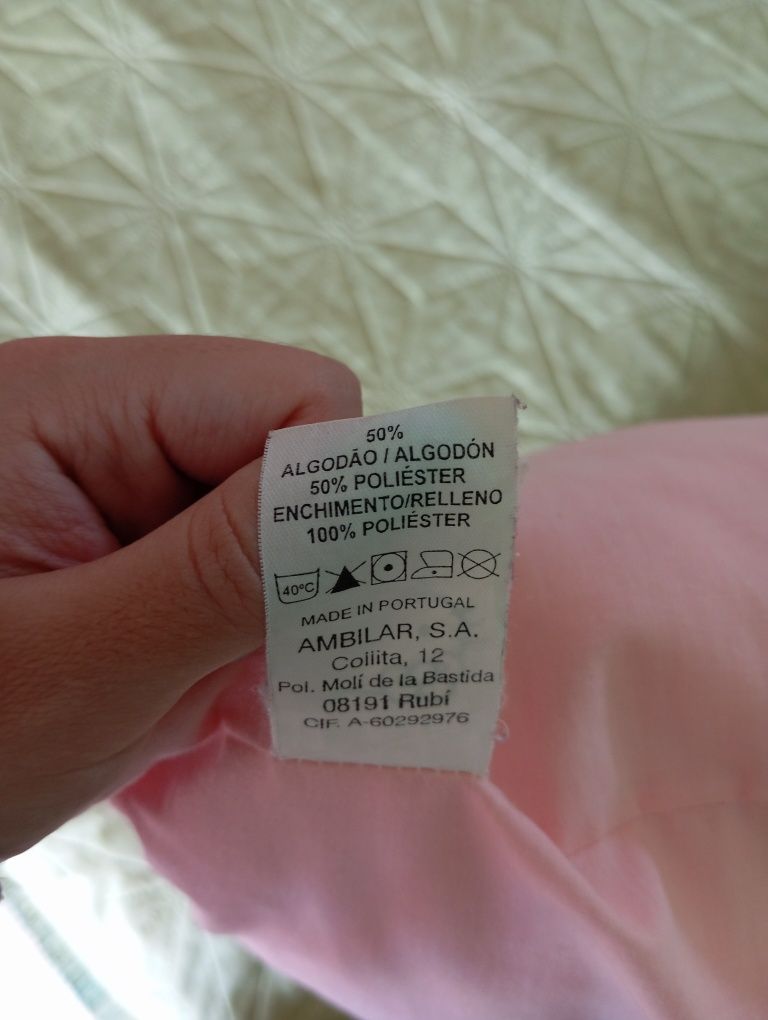 50%
ALGODÃO / ALGODÓN
50% POLIÉSTER
ENCHIMENTO/RELLENO
100% POLIÉSTER
40ºC
MADE IN PORTUGAL
AMBILAR, S.A.
Collita, 12
Pol. Molí de la Bastida
08191 Rubí
CIF. A-60292976